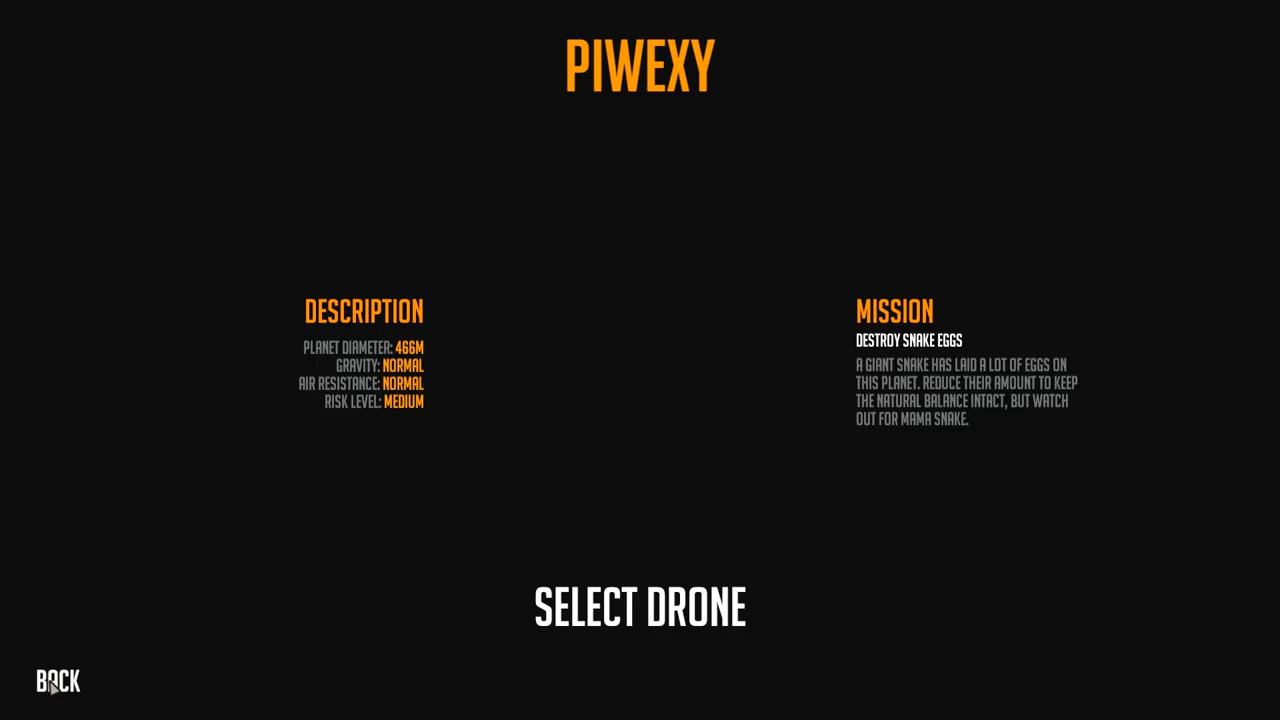 PIWEXY
DESCRIPTION
PLANET DIAMETER: 466M
GRAVITY: NORMAL
AIR RESISTANCE: NORMAL
RISK LEVEL: MEDIUM
MISSION
DESTROY SNAKE EGGS
A GIANT SNAKE HAS LAID A LOT OF EGGS ON
THIS PLANET. REDUCE THEIR AMOUNT TO KEEP
THE NATURAL BALANCE INTACT, BUT WATCH
OUT FOR MAMA SNAKE.
SELECT DRONE
BACK